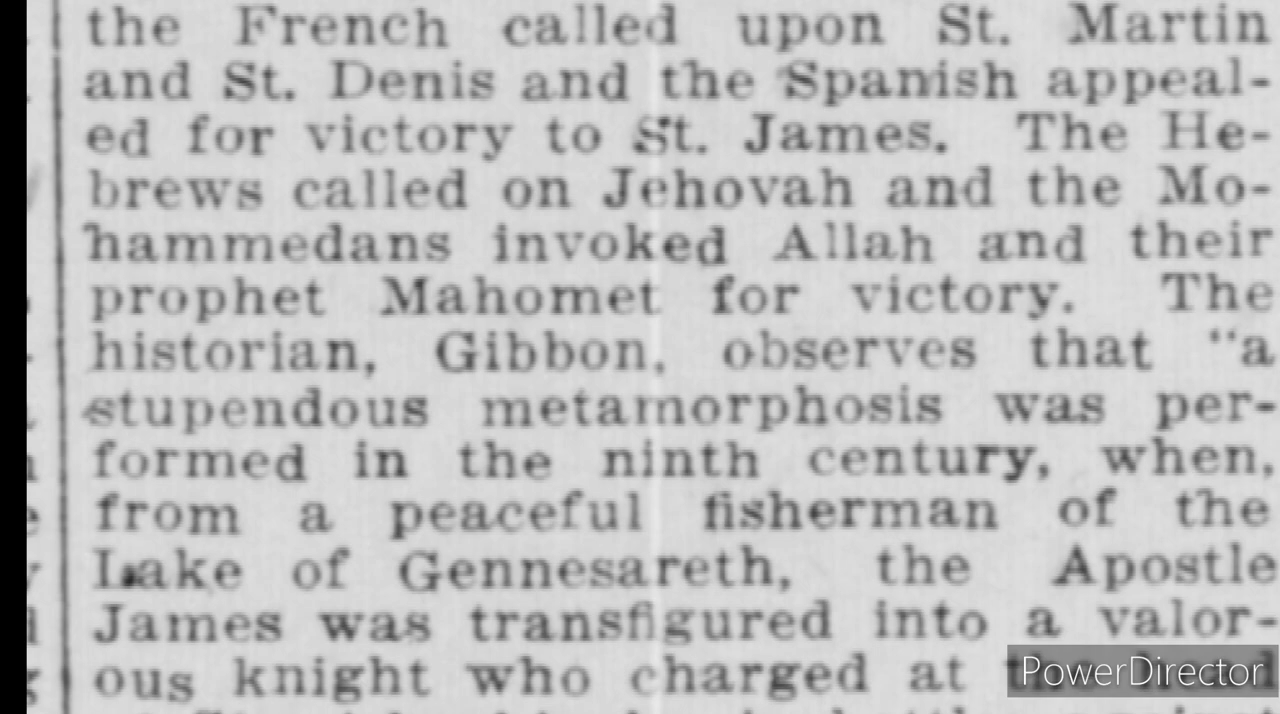 the French called upon St. Martin
and St. Denis and the Spanish appeal-
ed for victory to St. James. The He-
brews called on Jehovah and the Mo-
hammedans invoked Allah and their
prophet Mahomet for victory. The
historian, Gibbon, observes that "a
stupendous metamorphosis was per-
formed in the ninth century, when,
from a peaceful fisherman of the
Lake of Gennesareth, the Apostle
James was transfigured into a valor-
ous knight who charged at the head
PowerDirector